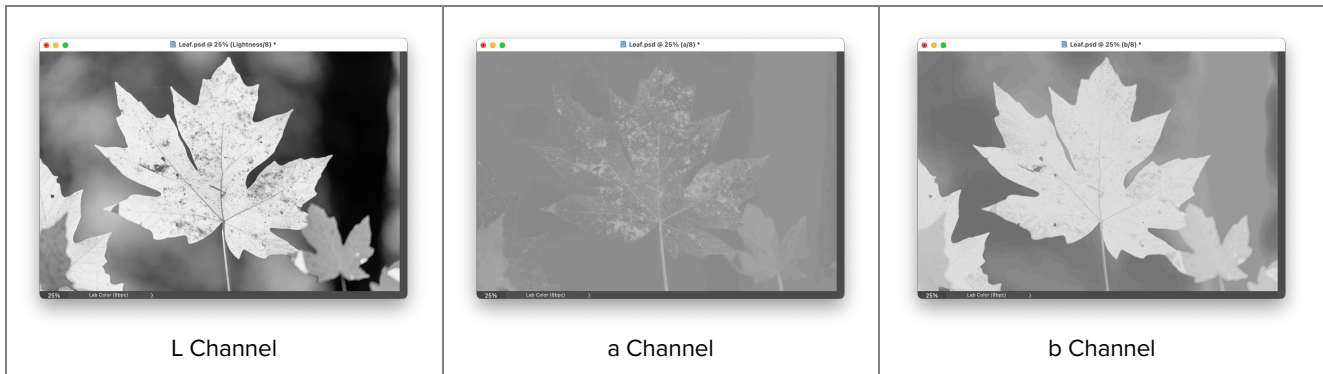 Leaf.psd @ 25% (Lightness/8) *
25%
Lab Color (8bpc)
L Channel
Leaf.psd @ 25% (a/8) *
25%
Lab Color (8bpc)
a Channel
Leaf.psd @ 25% (b/8) *
25%
Lab Color (8bpc)
b Channel